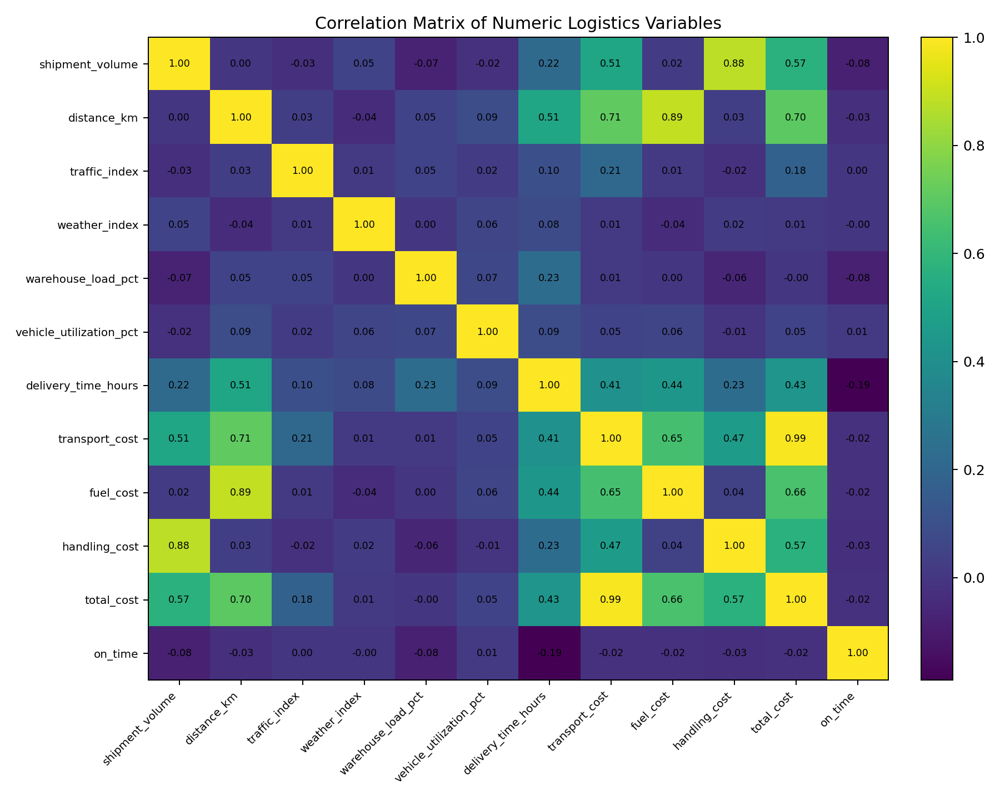 Correlation Matrix of Numeric Logistics Variables
shipment_volume 1.00 0.00 -0.03 0.05 -0.07 -0.02 0.22 0.51 0.02 0.88 0.57 -0.08
distance_km 0.00 1.00 0.03 -0.04 0.05 0.09 0.51 0.71 0.89 0.03 0.70 -0.03
traffic_index -0.03 0.03 1.00 0.01 0.05 0.02 0.10 0.21 0.01 -0.02 0.18 0.00
weather_index 0.05 -0.04 0.01 1.00 0.00 0.06 0.08 0.01 -0.04 0.02 0.01 -0.00
warehouse_load_pct -0.07 0.05 0.05 0.00 1.00 0.07 0.23 0.01 0.00 -0.06 -0.00 -0.08
vehicle_utilization_pct -0.02 0.09 0.02 0.06 0.07 1.00 0.09 0.05 0.06 -0.01 0.05 0.01
delivery_time_hours 0.22 0.51 0.10 0.08 0.23 0.09 1.00 0.41 0.44 0.23 0.43 -0.19
transport_cost 0.51 0.71 0.21 0.01 0.01 0.05 0.41 1.00 0.65 0.47 0.99 -0.02
fuel_cost 0.02 0.89 0.01 -0.04 0.00 0.06 0.44 0.65 1.00 0.04 0.66 -0.02
handling_cost 0.88 0.03 -0.02 0.02 -0.06 -0.01 0.23 0.47 0.04 1.00 0.57 -0.03
total_cost 0.57 0.70 0.18 0.01 -0.00 0.05 0.43 0.99 0.66 0.57 1.00 -0.02
on_time -0.08 -0.03 0.00 -0.00 -0.08 0.01 -0.19 -0.02 -0.02 -0.03 -0.02 1.00
shipment_volume
distance_km
traffic_index
weather_index
warehouse_load_pct
vehicle_utilization_pct
delivery_time_hours
transport_cost
fuel_cost
handling_cost
total_cost
on_time
1.0
0.8
0.6
0.4
0.2
0.0